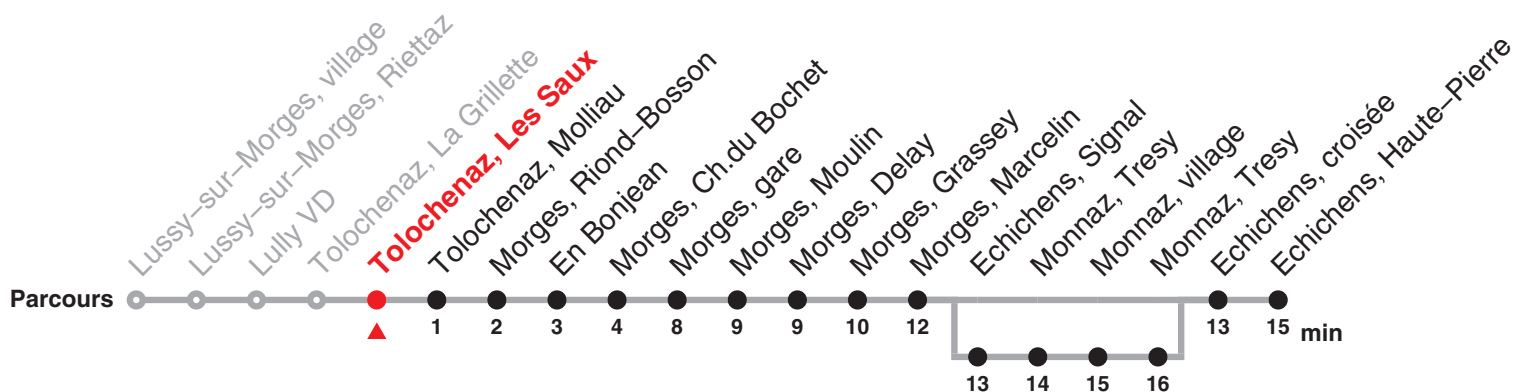 Lussy–sur–Morges, village
Lussy–sur–Morges, Riettaz
Lully VD
Tolochenaz, La Grillette
Tolochenaz, Les Saux
Tolochenaz, Molliau
Morges, Riond–Bosson
En Bonjean
Morges, Ch.du Bochet
Morges, gare
Morges, Moulin
Morges, Delay
Morges, Grassey
Morges, Marcelin
Echichens, Signal
Monnaz, Tresy
Monnaz, village
Monnaz, Tresy
Echichens, croisée
Echichens, Haute–Pierre
Parcours
1 2 3 4 8 9 9 10 12 13 15 min
13 14 15 16